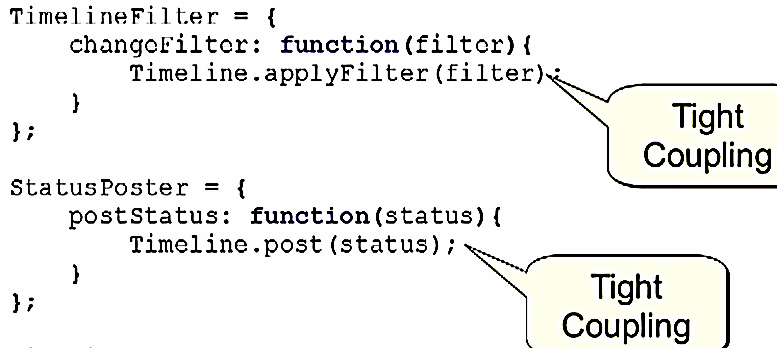 TimelineFilter = {
changeFilter: function(filter){
Timeline.applyFilter(filter);
}
};
Tight
Coupling
StatusPoster = {
postStatus: function(status){
Timeline.post(status);
}
};
Tight
Coupling